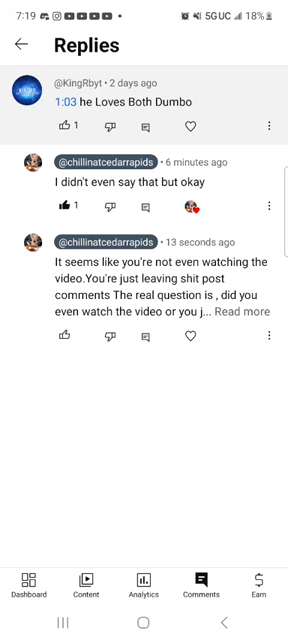 7:19 5GUC 18%
Replies
@KingRbyt • 2 days ago
1:03 he Loves Both Dumbo
1
@chillinatcedarrapids • 6 minutes ago
I didn't even say that but okay
1
@chillinatcedarrapids • 13 seconds ago
It seems like you're not even watching the
video.You're just leaving shit post
comments The real question is , did you
even watch the video or you j... Read more
Dashboard Content Analytics Comments Earn